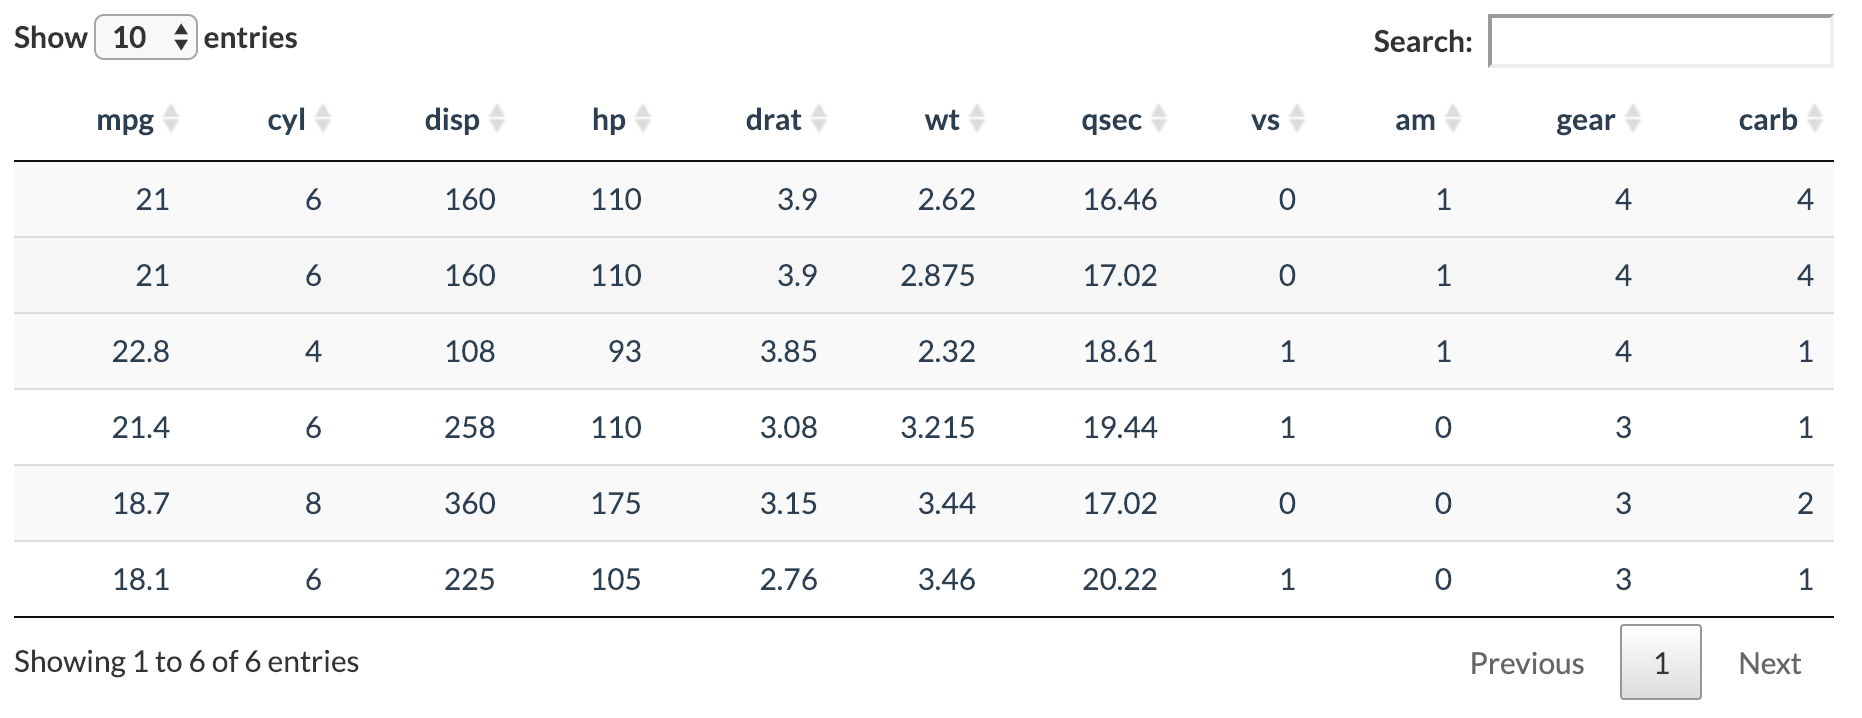 Show 10 entries Search:
mpg cyl disp hp drat wt qsec vs am gear carb
21 6 160 110 3.9 2.62 16.46 0 1 4 4
21 6 160 110 3.9 2.875 17.02 0 1 4 4
22.8 4 108 93 3.85 2.32 18.61 1 1 4 1
21.4 6 258 110 3.08 3.215 19.44 1 0 3 1
18.7 8 360 175 3.15 3.44 17.02 0 0 3 2
18.1 6 225 105 2.76 3.46 20.22 1 0 3 1
Showing 1 to 6 of 6 entries Previous 1 Next